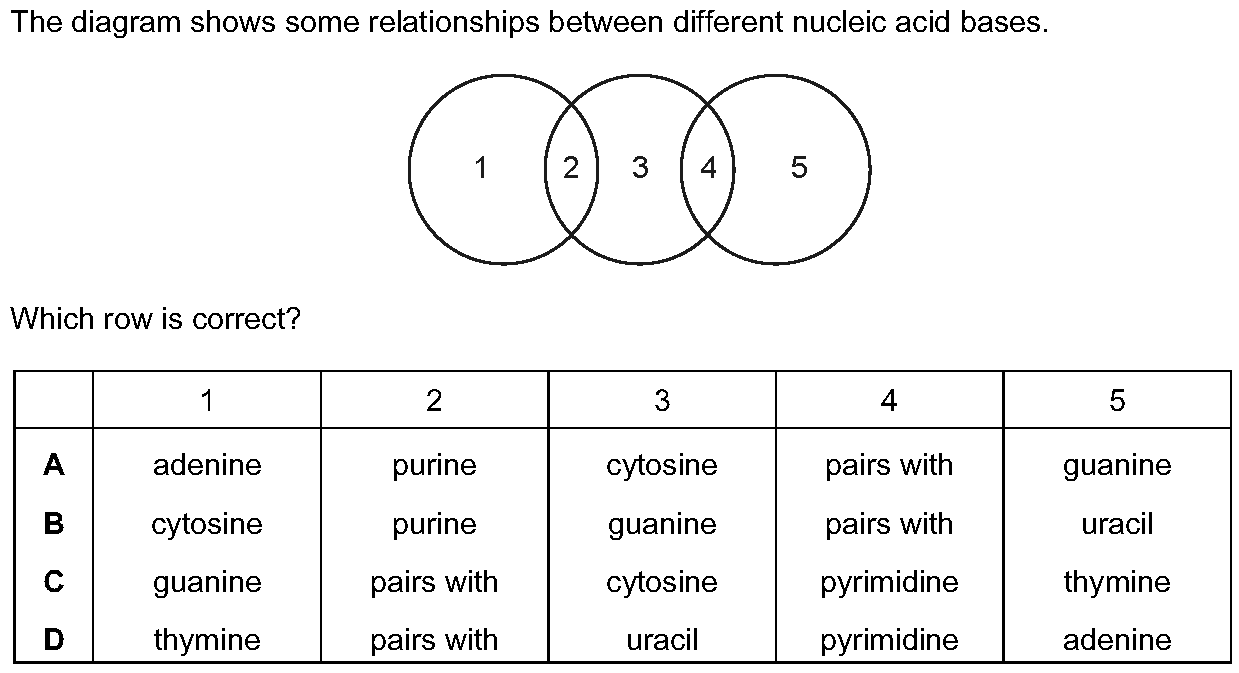 The diagram shows some relationships between different nucleic acid bases.
1 2 3 4 5
Which row is correct?
1 2 3 4 5
A adenine purine cytosine pairs with guanine
B cytosine purine guanine pairs with uracil
C guanine pairs with cytosine pyrimidine thymine
D thymine pairs with uracil pyrimidine adenine